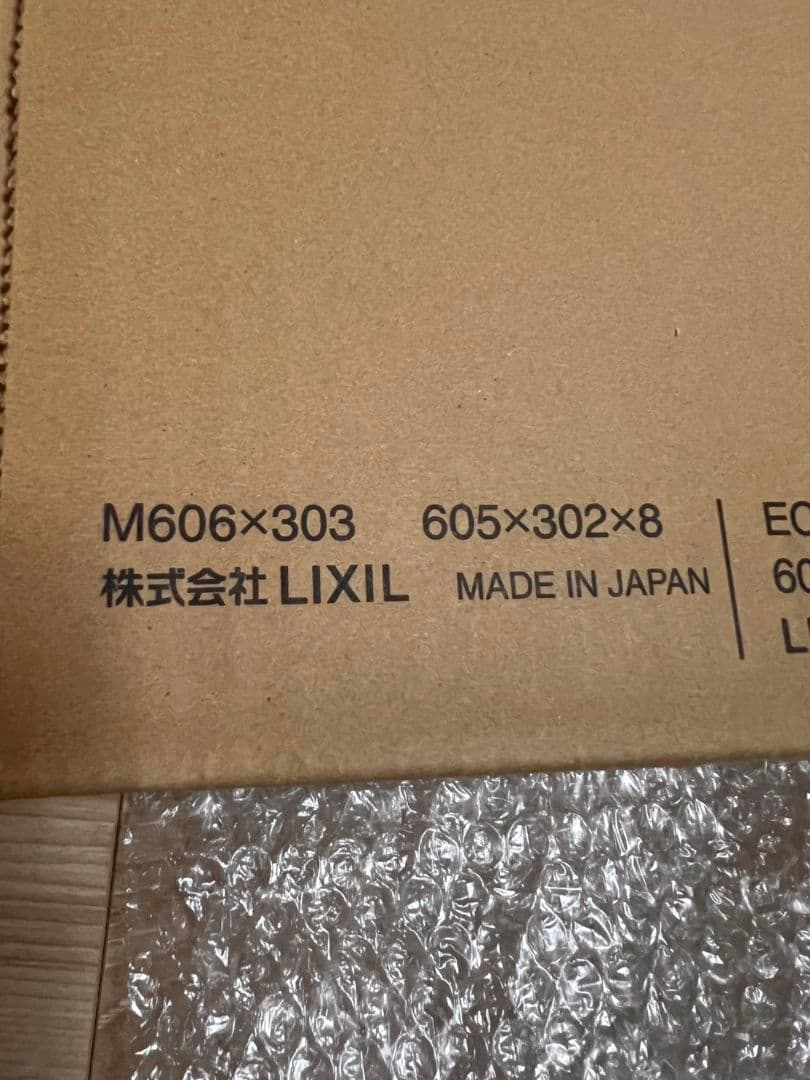 M606×303 605×302×8
株式会社 LIXIL MADE IN JAPAN